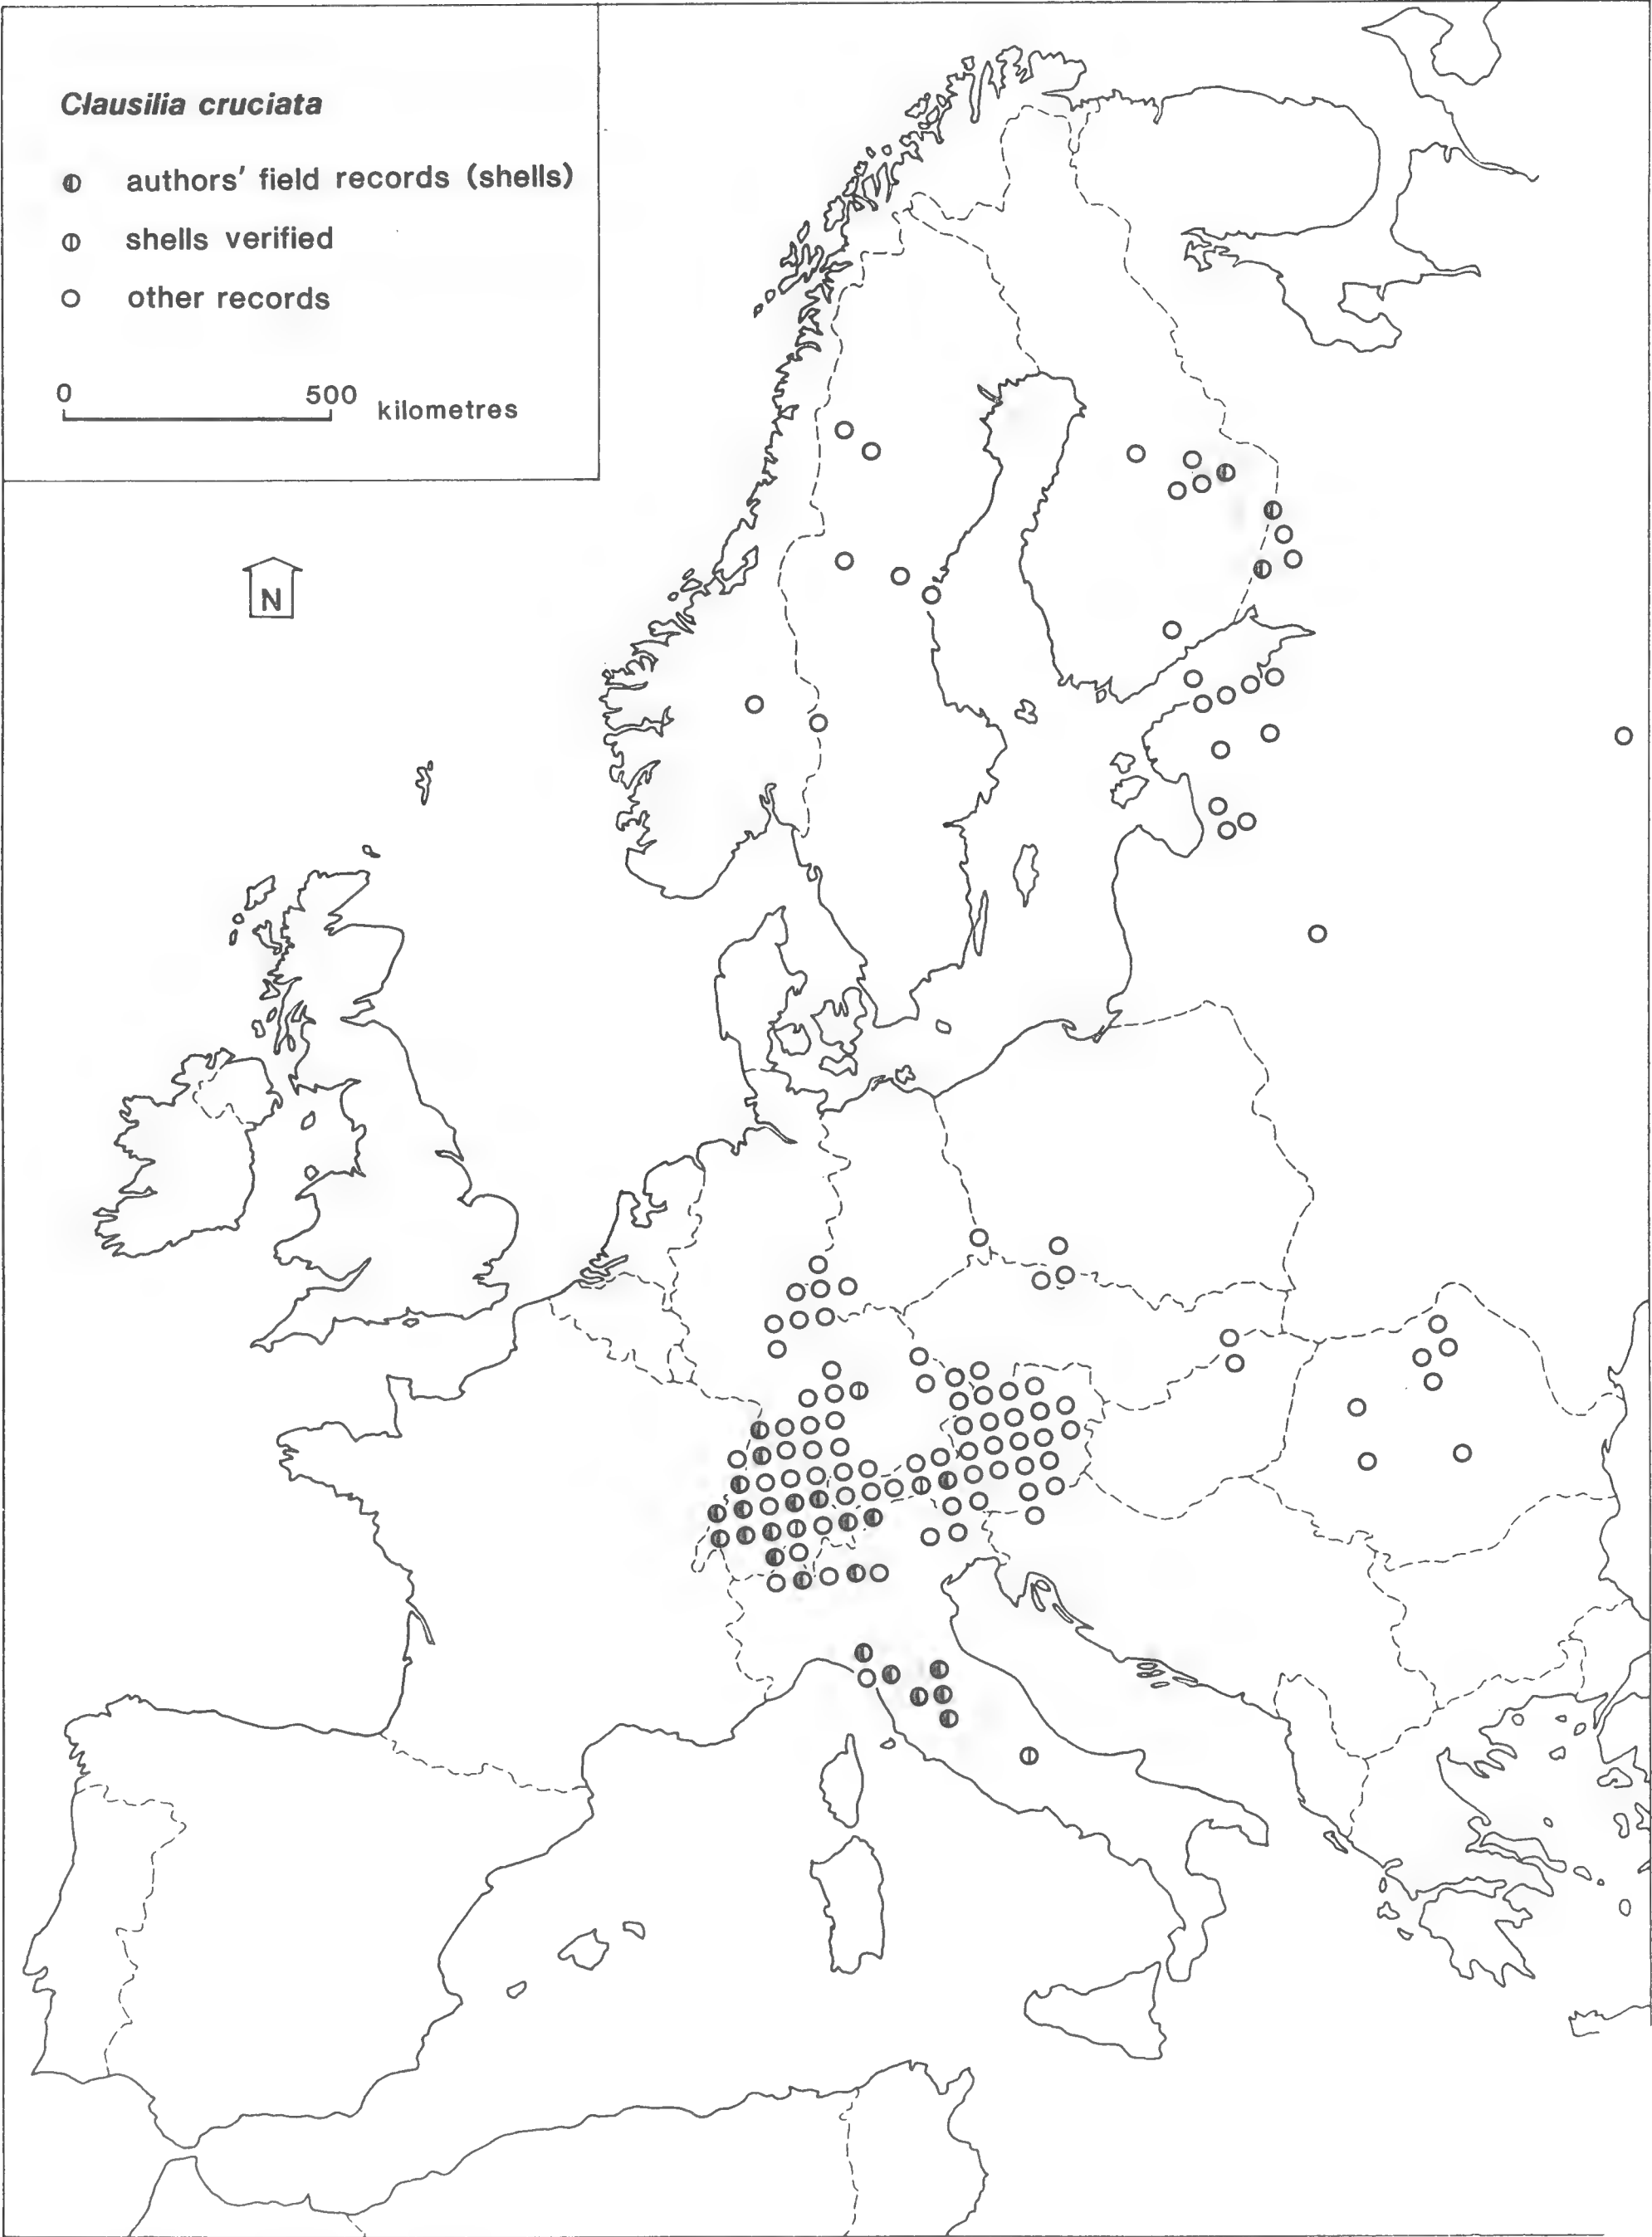 Clausilia cruciata
authors' field records (shells)
shells verified
other records
0 500 kilometres
N